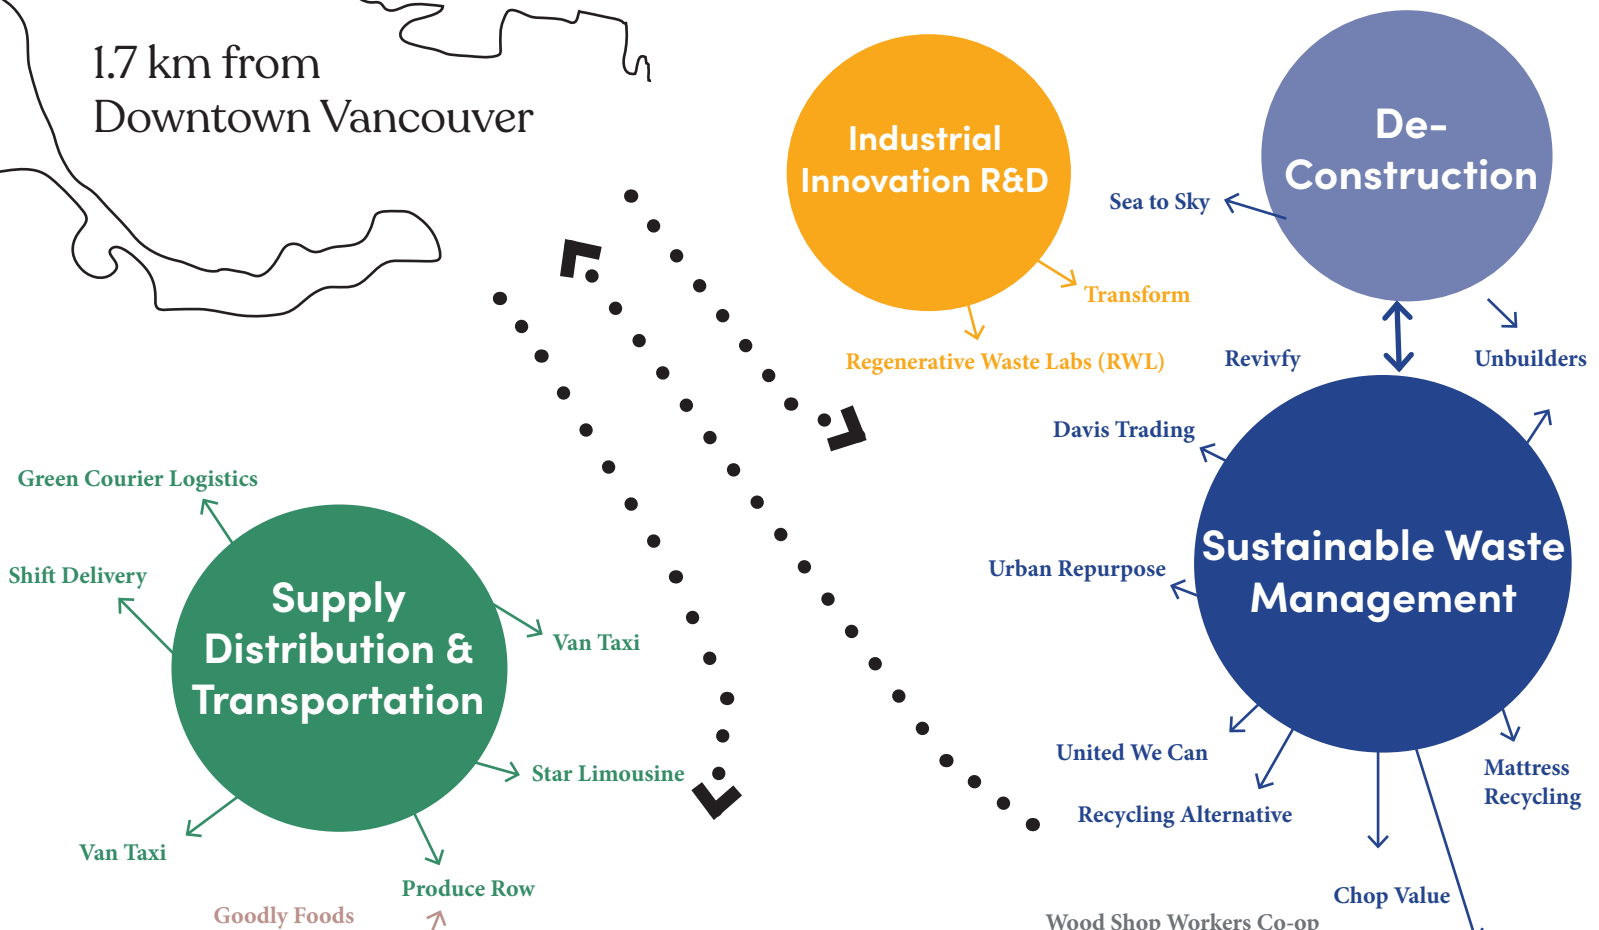 1.7 km from
Downtown Vancouver
Industrial
Innovation R&D
De-
Construction
Sea to Sky
Transform
Regenerative Waste Labs (RWL)
Revivfy
Unbuilders
Davis Trading
Green Courier Logistics
Shift Delivery
Supply
Distribution &
Transportation
Van Taxi
Star Limousine
Van Taxi
Produce Row
Goodly Foods
Urban Repurpose
Sustainable Waste
Management
United We Can
Recycling Alternative
Mattress
Recycling
Chop Value
Wood Shop Workers Co-op